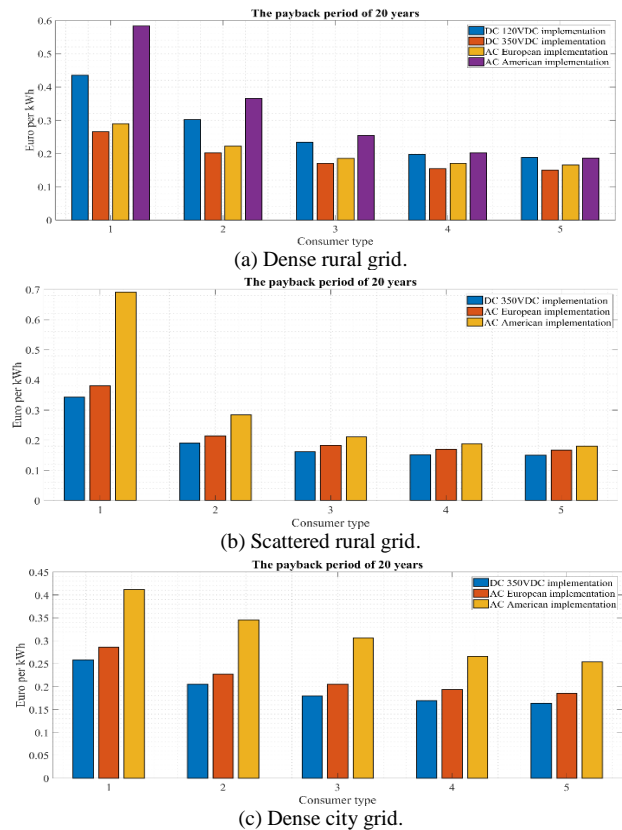 The payback period of 20 years
0.6
0.5
0.4
0.3
0.2
0.1
0
Euro per kWh
DC 120VDC implementation
DC 350VDC implementation
AC European implementation
AC American implementation
1 2 3 4 5
Consumer type
(a) Dense rural grid.
The payback period of 20 years
0.7
0.6
0.5
0.4
0.3
0.2
0.1
0
Euro per kWh
DC 350VDC implementation
AC European implementation
AC American implementation
1 2 3 4 5
Consumer type
(b) Scattered rural grid.
The payback period of 20 years
0.45
0.4
0.35
0.3
0.25
0.2
0.15
0.1
0.05
0
Euro per kWh
DC 350VDC implementation
AC European implementation
AC American implementation
1 2 3 4 5
Consumer type
(c) Dense city grid.